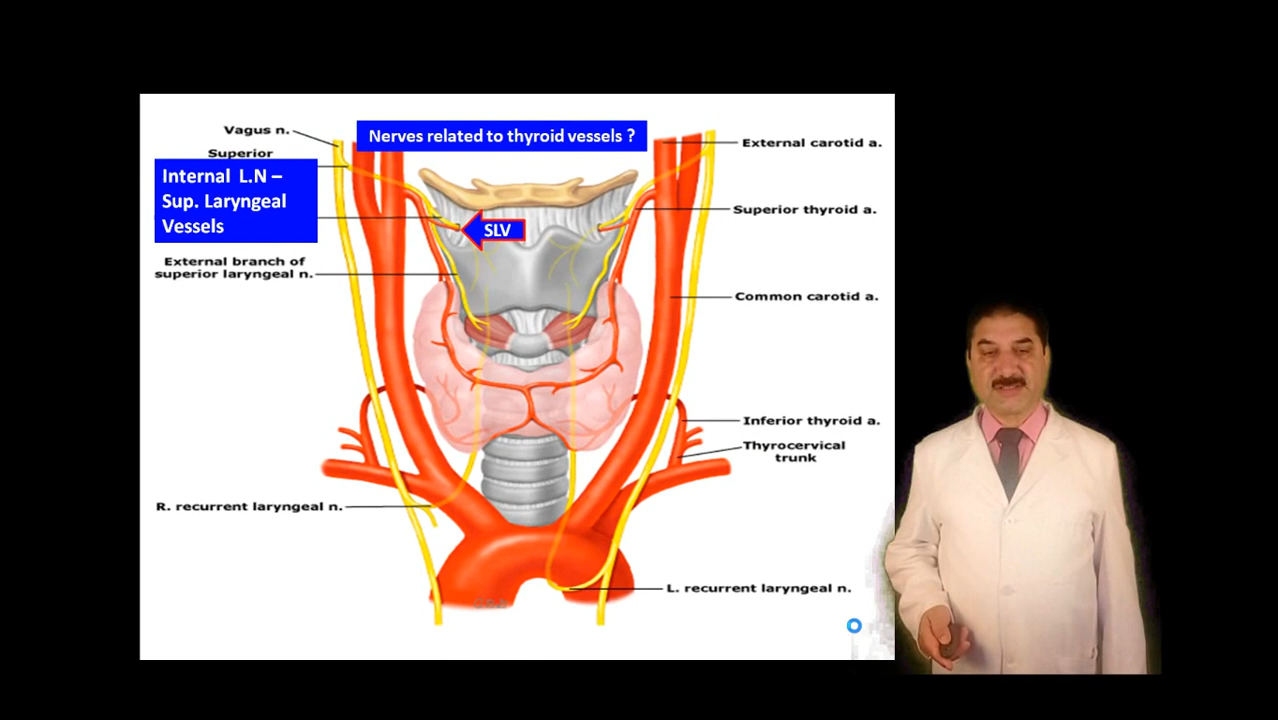 Nerves related to thyroid vessels ?
Vagus n.
Superior
Internal L.N –
Sup. Laryngeal
Vessels
SLV
External branch of
superior laryngeal n.
R. recurrent laryngeal n.
External carotid a.
Superior thyroid a.
Common carotid a.
Inferior thyroid a.
Thyrocervical
trunk
L. recurrent laryngeal n.